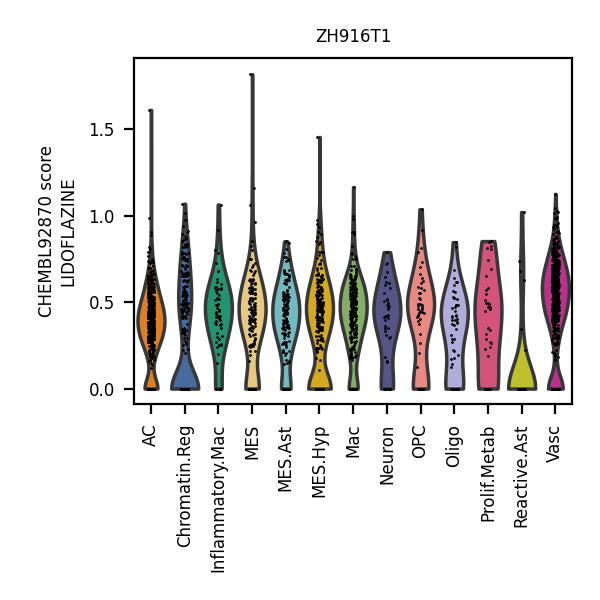 ZH916T1
CHEMBL92870 score
LIDOFLAZINE
1.5
1.0
0.5
0.0
AC
Chromatin.Reg
Inflammatory.Mac
MES
MES.Ast
MES.Hyp
Mac
Neuron
OPC
Oligo
Prolif.Metab
Reactive.Ast
Vasc